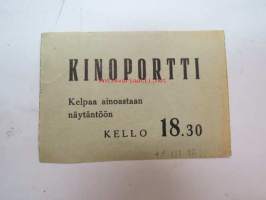 KINOPORTTI
Kelpaa ainoastaan
näytäntöön
KELLO 18.30